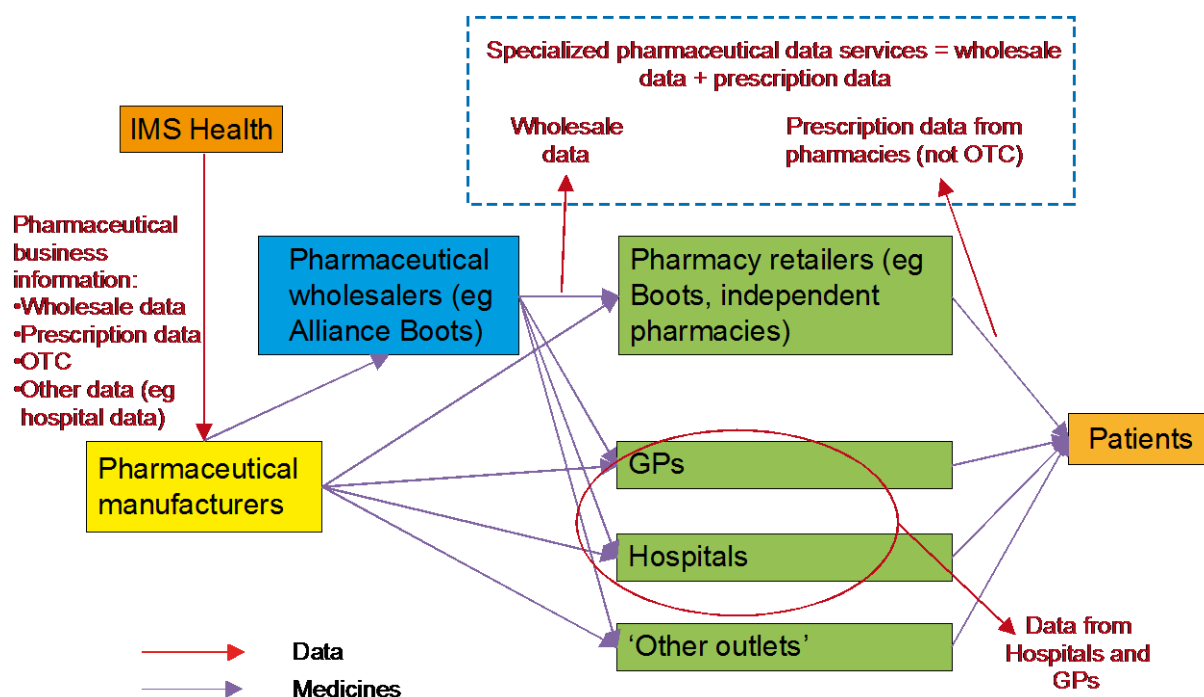 Specialized pharmaceutical data services = wholesale
data + prescription data
IMS Health
Wholesale
data
Prescription data from
pharmacies (not OTC)
Pharmaceutical
business
information:
•Wholesale data
•Prescription data
•OTC
•Other data (eg
hospital data)
Pharmaceutical
wholesalers (eg
Alliance Boots)
Pharmacy retailers (eg
Boots, independent
pharmacies)
Pharmaceutical
manufacturers
GPs
Patients
Hospitals
‘Other outlets’
Data from
Hospitals and
GPs
Data
Medicines